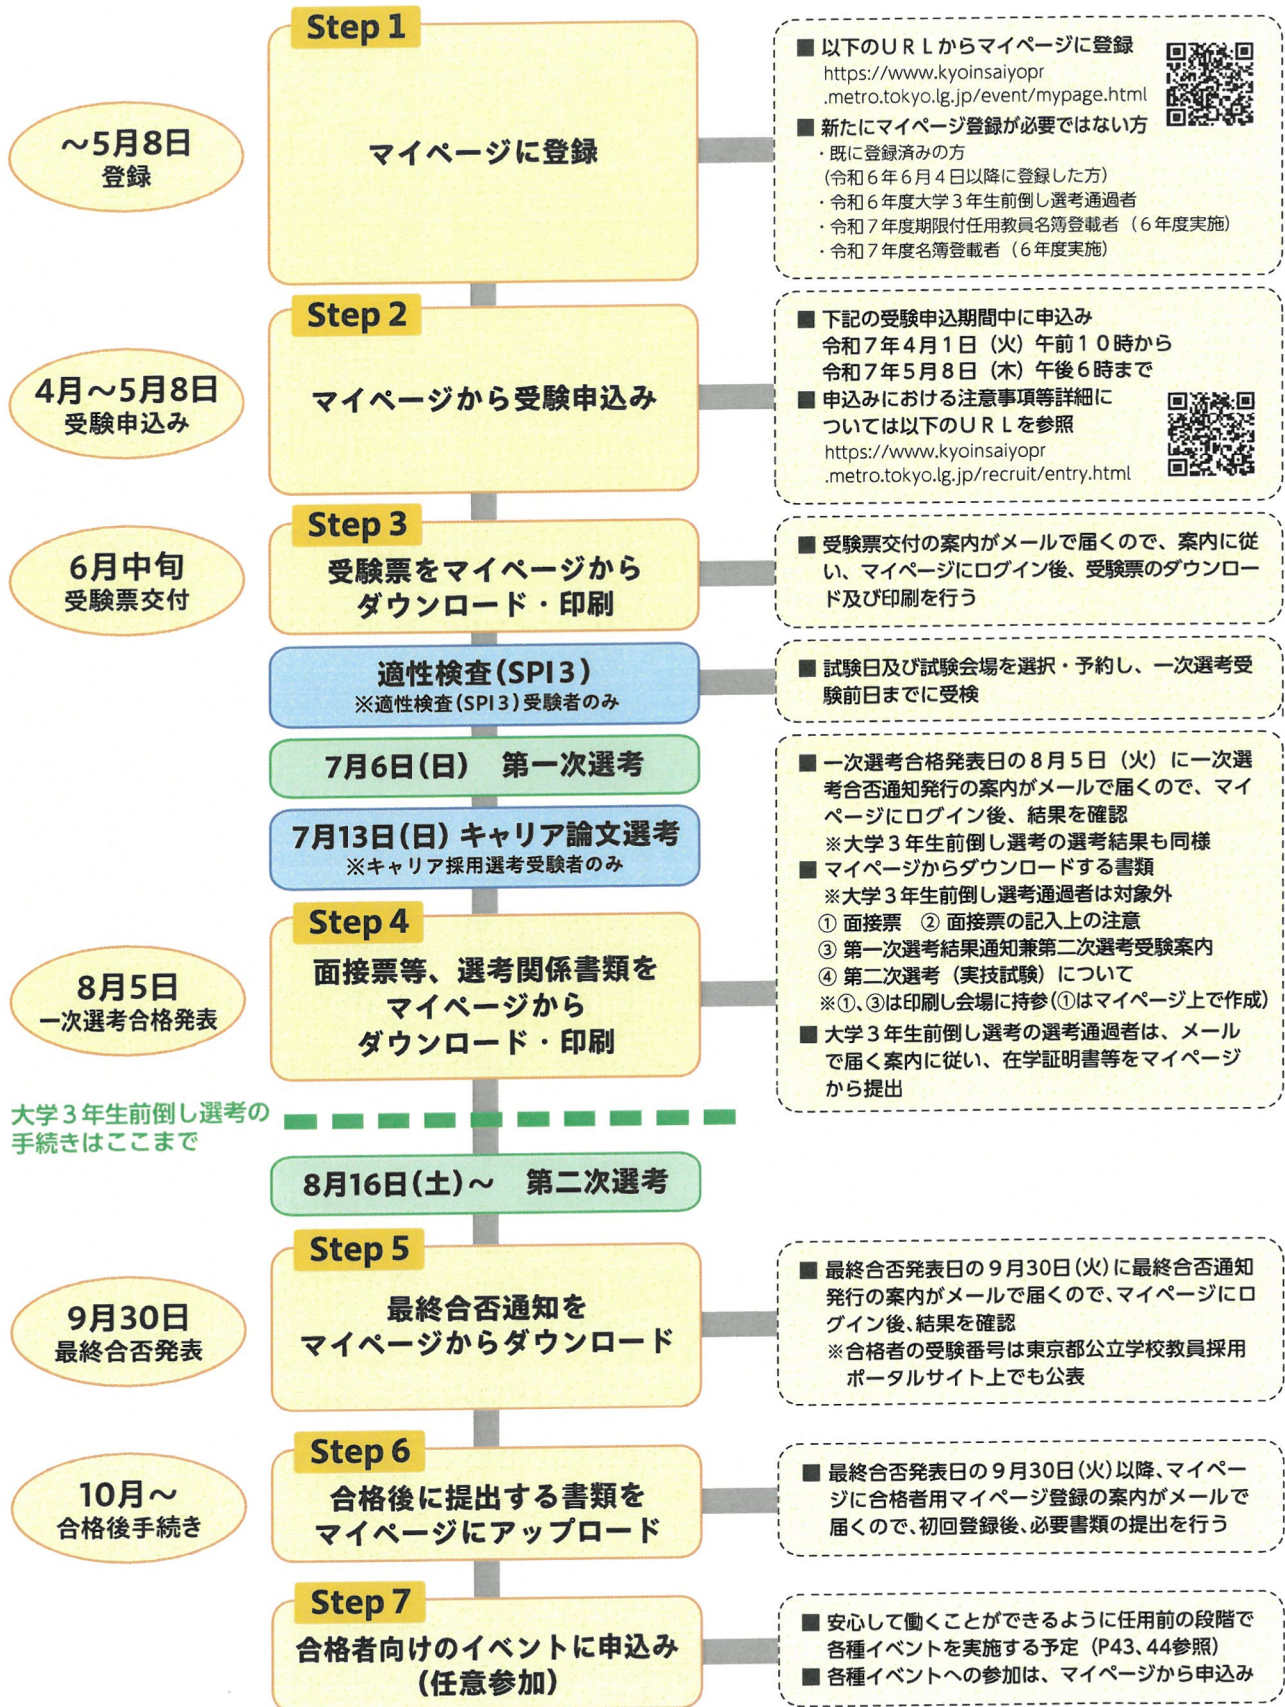 Step 1
〜5月8日
登録
マイページに登録
■ 以下のURLからマイページに登録
https://www.kyoinsaiyopr
.metro.tokyo.lg.jp/event/mypage.html
■ 新たにマイページ登録が必要ではない方
・既に登録済みの方
(令和6年6月4日以降に登録した方)
・令和6年度大学3年生前倒し選考通過者
・令和7年度期限付任用教員名簿登載者（6年度実施）
・令和7年度名簿登載者（6年度実施）
Step 2
4月〜5月8日
受験申込み
マイページから受験申込み
■ 下記の受験申込期間中に申込み
令和7年4月1日（火）午前10時から
令和7年5月8日（木）午後6時まで
■ 申込みにおける注意事項等詳細に
ついては以下のURLを参照
https://www.kyoinsaiyopr
.metro.tokyo.lg.jp/recruit/entry.html
Step 3
6月中旬
受験票交付
受験票をマイページから
ダウンロード・印刷
■ 受験票交付の案内がメールで届くので、案内に従
い、マイページにログイン後、受験票のダウンロー
ド及び印刷を行う
適性検査(SPI3)
※適性検査(SPI3)受験者のみ
■ 試験日及び試験会場を選択・予約し、一次選考受
験前日までに受検
7月6日(日)　第一次選考
7月13日(日) キャリア論文選考
※キャリア採用選考受験者のみ
■ 一次選考合格発表日の8月5日（火）に一次選
考合否通知発行の案内がメールで届くので、マイ
ページにログイン後、結果を確認
※大学3年生前倒し選考の選考結果も同様
■ マイページからダウンロードする書類
※大学3年生前倒し選考通過者は対象外
① 面接票　② 面接票の記入上の注意
③ 第一次選考結果通知兼第二次選考受験案内
④ 第二次選考（実技試験）について
※①、③は印刷し会場に持参(①はマイページ上で作成)
■ 大学3年生前倒し選考の選考通過者は、メール
で届く案内に従い、在学証明書等をマイページ
から提出
Step 4
8月5日
一次選考合格発表
面接票等、選考関係書類を
マイページから
ダウンロード・印刷
大学3年生前倒し選考の
手続きはここまで
8月16日(土)〜　第二次選考
Step 5
9月30日
最終合否発表
最終合否通知を
マイページからダウンロード
■ 最終合否発表日の9月30日(火)に最終合否通知
発行の案内がメールで届くので、マイページにロ
グイン後、結果を確認
※合格者の受験番号は東京都公立学校教員採用
ポータルサイト上でも公表
Step 6
10月〜
合格後手続き
合格後に提出する書類を
マイページにアップロード
■ 最終合否発表日の9月30日(火)以降、マイペー
ジに合格者用マイページ登録の案内がメールで
届くので、初回登録後、必要書類の提出を行う
Step 7
合格者向けのイベントに申込み
(任意参加)
■ 安心して働くことができるように任用前の段階で
各種イベントを実施する予定（P43、44参照）
■ 各種イベントへの参加は、マイページから申込み